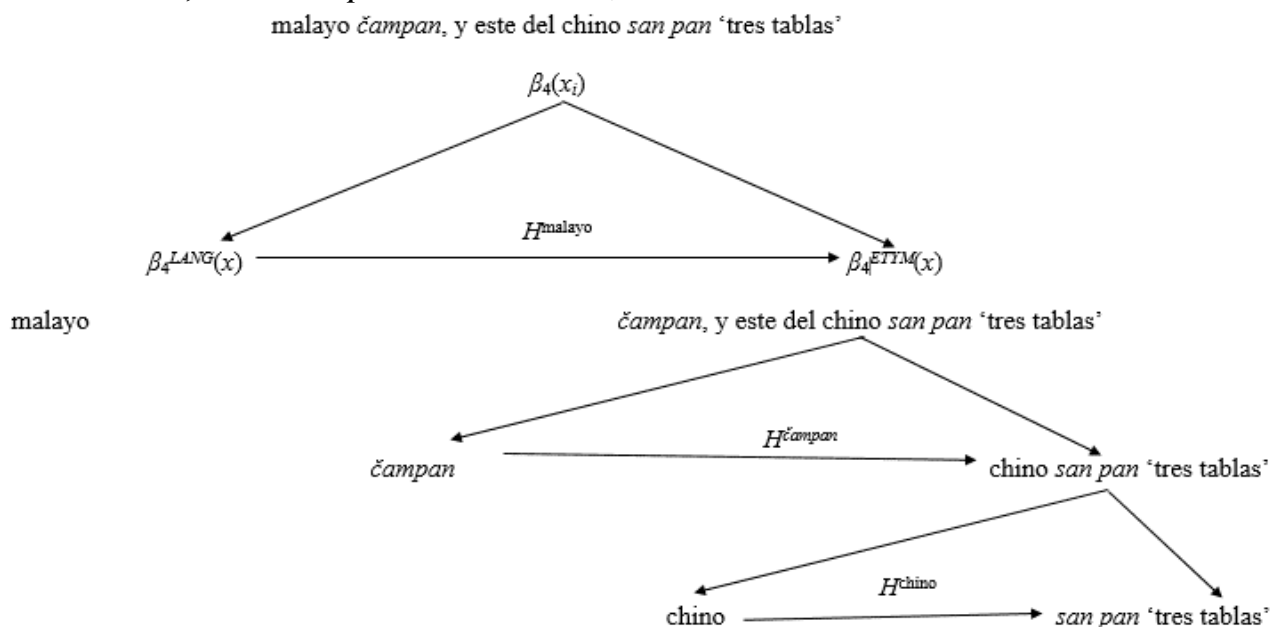 malayo čampan, y este del chino san pan ‘tres tablas’
β₄(xᵢ)
Hᵐᵃˡᵃʸᵒ
β₄ᴸᴬᴺᴳ(x) β₄ᴱᵀʸᴹ(x)
malayo čampan, y este del chino san pan ‘tres tablas’
Hčampan
čampan chino san pan ‘tres tablas’
Hchino
chino san pan ‘tres tablas’